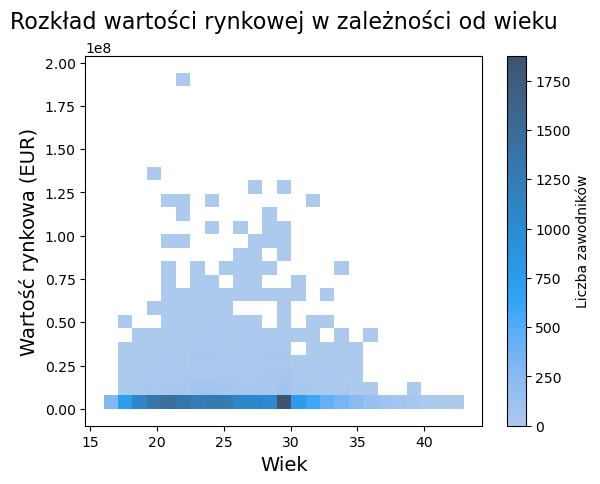 Rozkład wartości rynkowej w zależności od wieku
1e8
2.00
1.75
1.50
1.25
1.00
0.75
0.50
0.25
0.00
Wartość rynkowa (EUR)
15 20 25 30 35 40
Wiek
1750
1500
1250
1000
750
500
250
0
Liczba zawodników